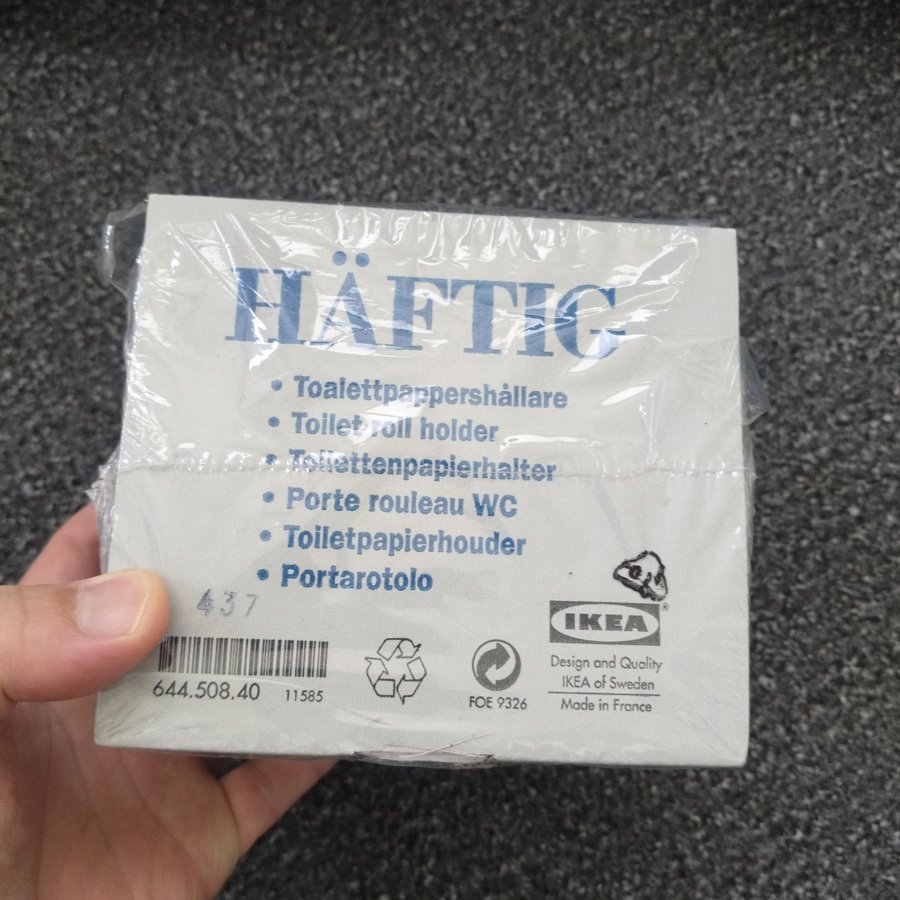 HÄFTIG
• Toalettpappershållare
• Toilet roll holder
• Toilettenpapierhalter
• Porte rouleau WC
• Toiletpapierhouder
• Portarotolo
437
644.508.40 11585
FOE 9326
IKEA®
Design and Quality
IKEA of Sweden
Made in France